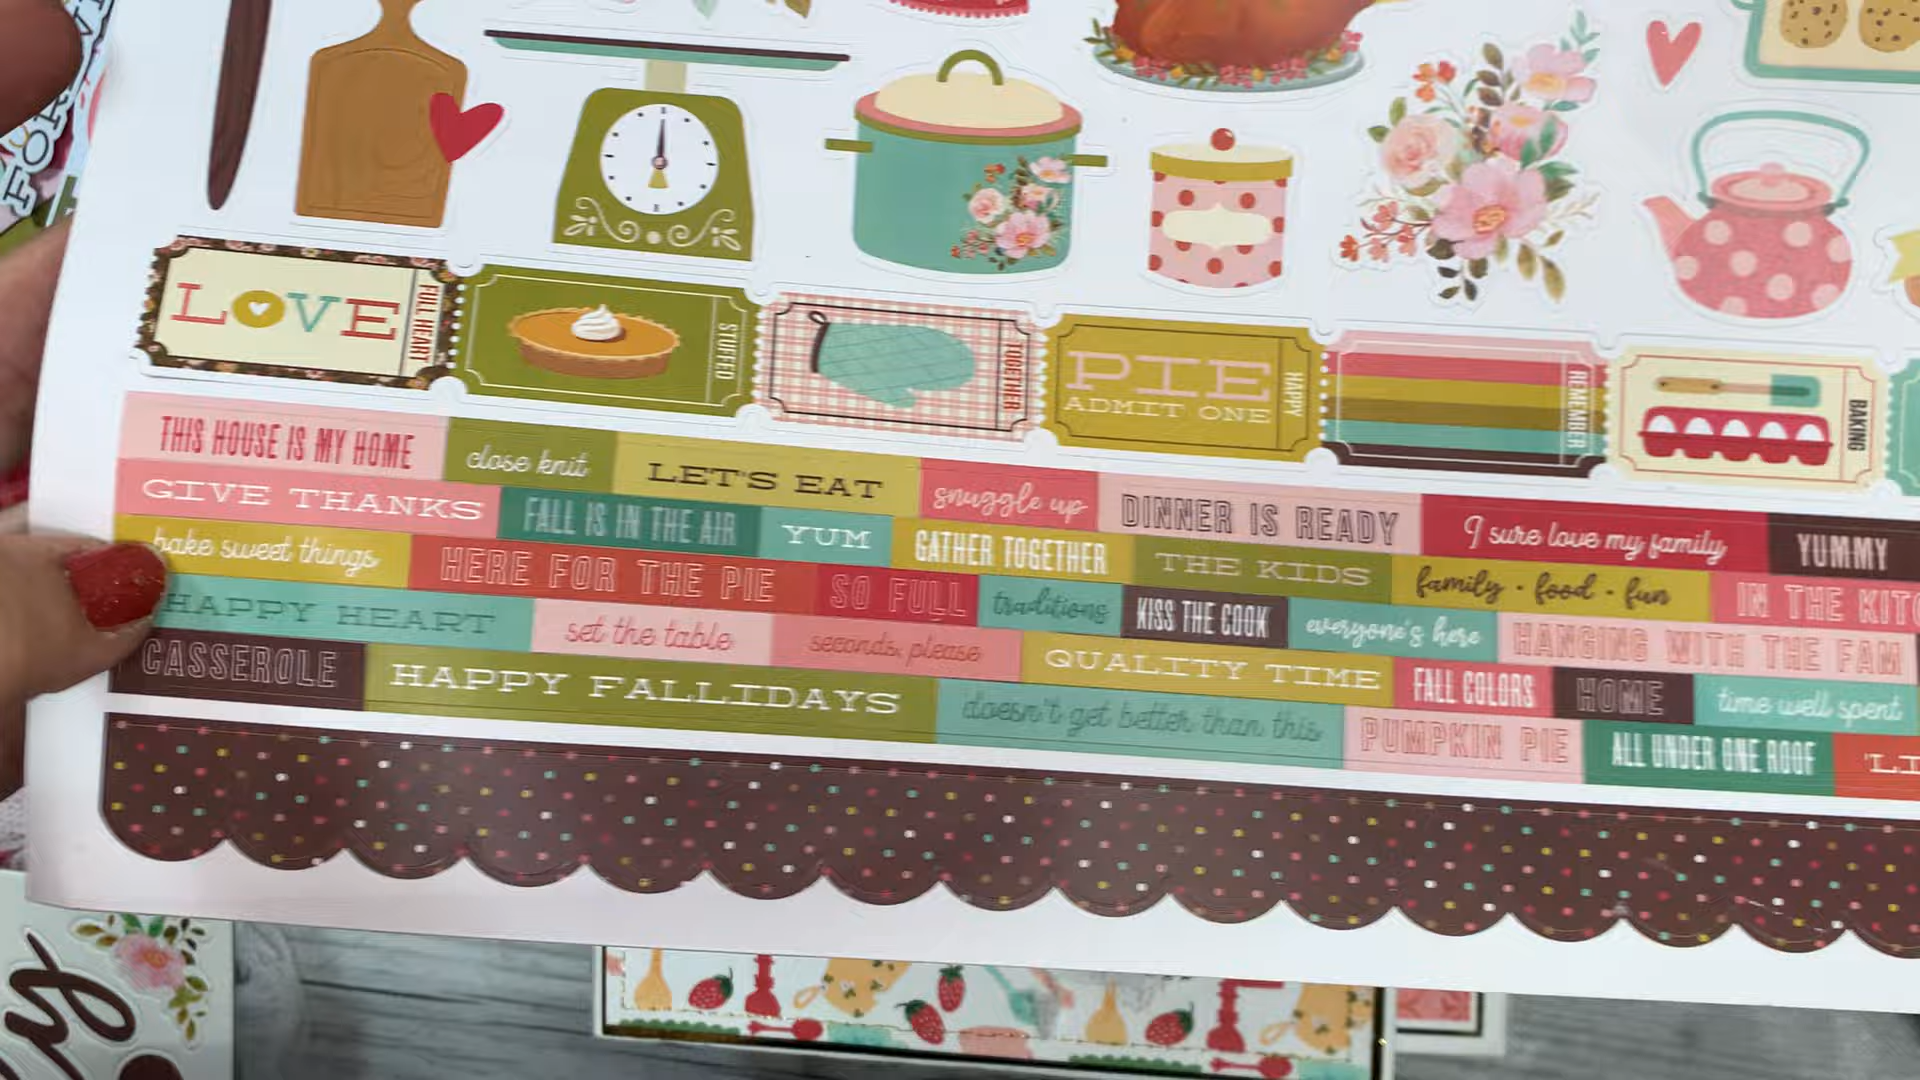 FOR
LOVE FULL HEART
STUFFED
TOGETHER
PIE ADMIT ONE HAPPY
REMEMBER
BAKING
THIS HOUSE IS MY HOME close knit LET'S EAT snuggle up DINNER IS READY I sure love my family YUMMY
GIVE THANKS FALL IS IN THE AIR YUM GATHER TOGETHER THE KIDS family · food · fun IN THE
bake sweet things HERE FOR THE PIE SO FULL traditions KISS THE COOK everyone's here HANGING WITH THE FAM
HAPPY HEART set the table seconds, please QUALITY TIME FALL COLORS HOME time well spent
CASSEROLE HAPPY FALLIDAYS doesn't get better than this PUMPKIN PIE ALL UNDER ONE ROOF